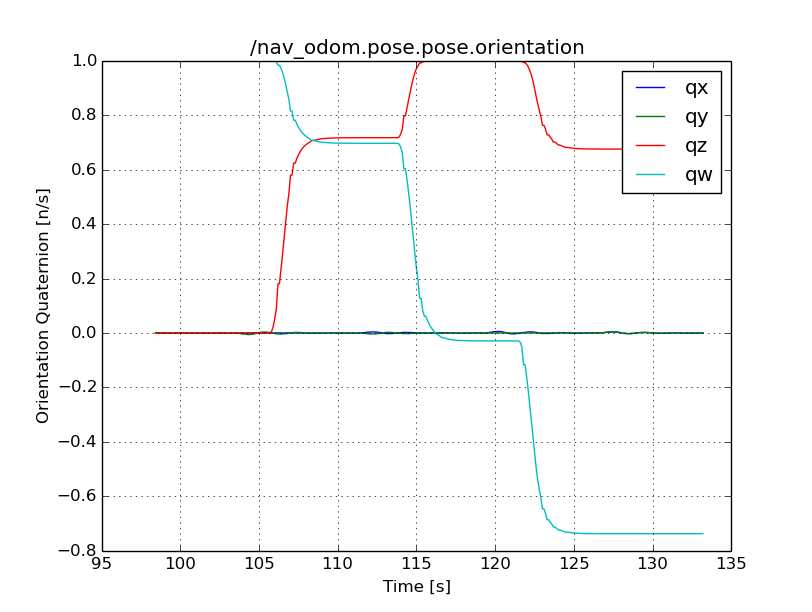 /nav_odom.pose.pose.orientation
Orientation Quaternion [n/s]
1.0
0.8
0.6
0.4
0.2
0.0
−0.2
−0.4
−0.6
−0.8
qx
qy
qz
qw
95 100 105 110 115 120 125 130 135
Time [s]